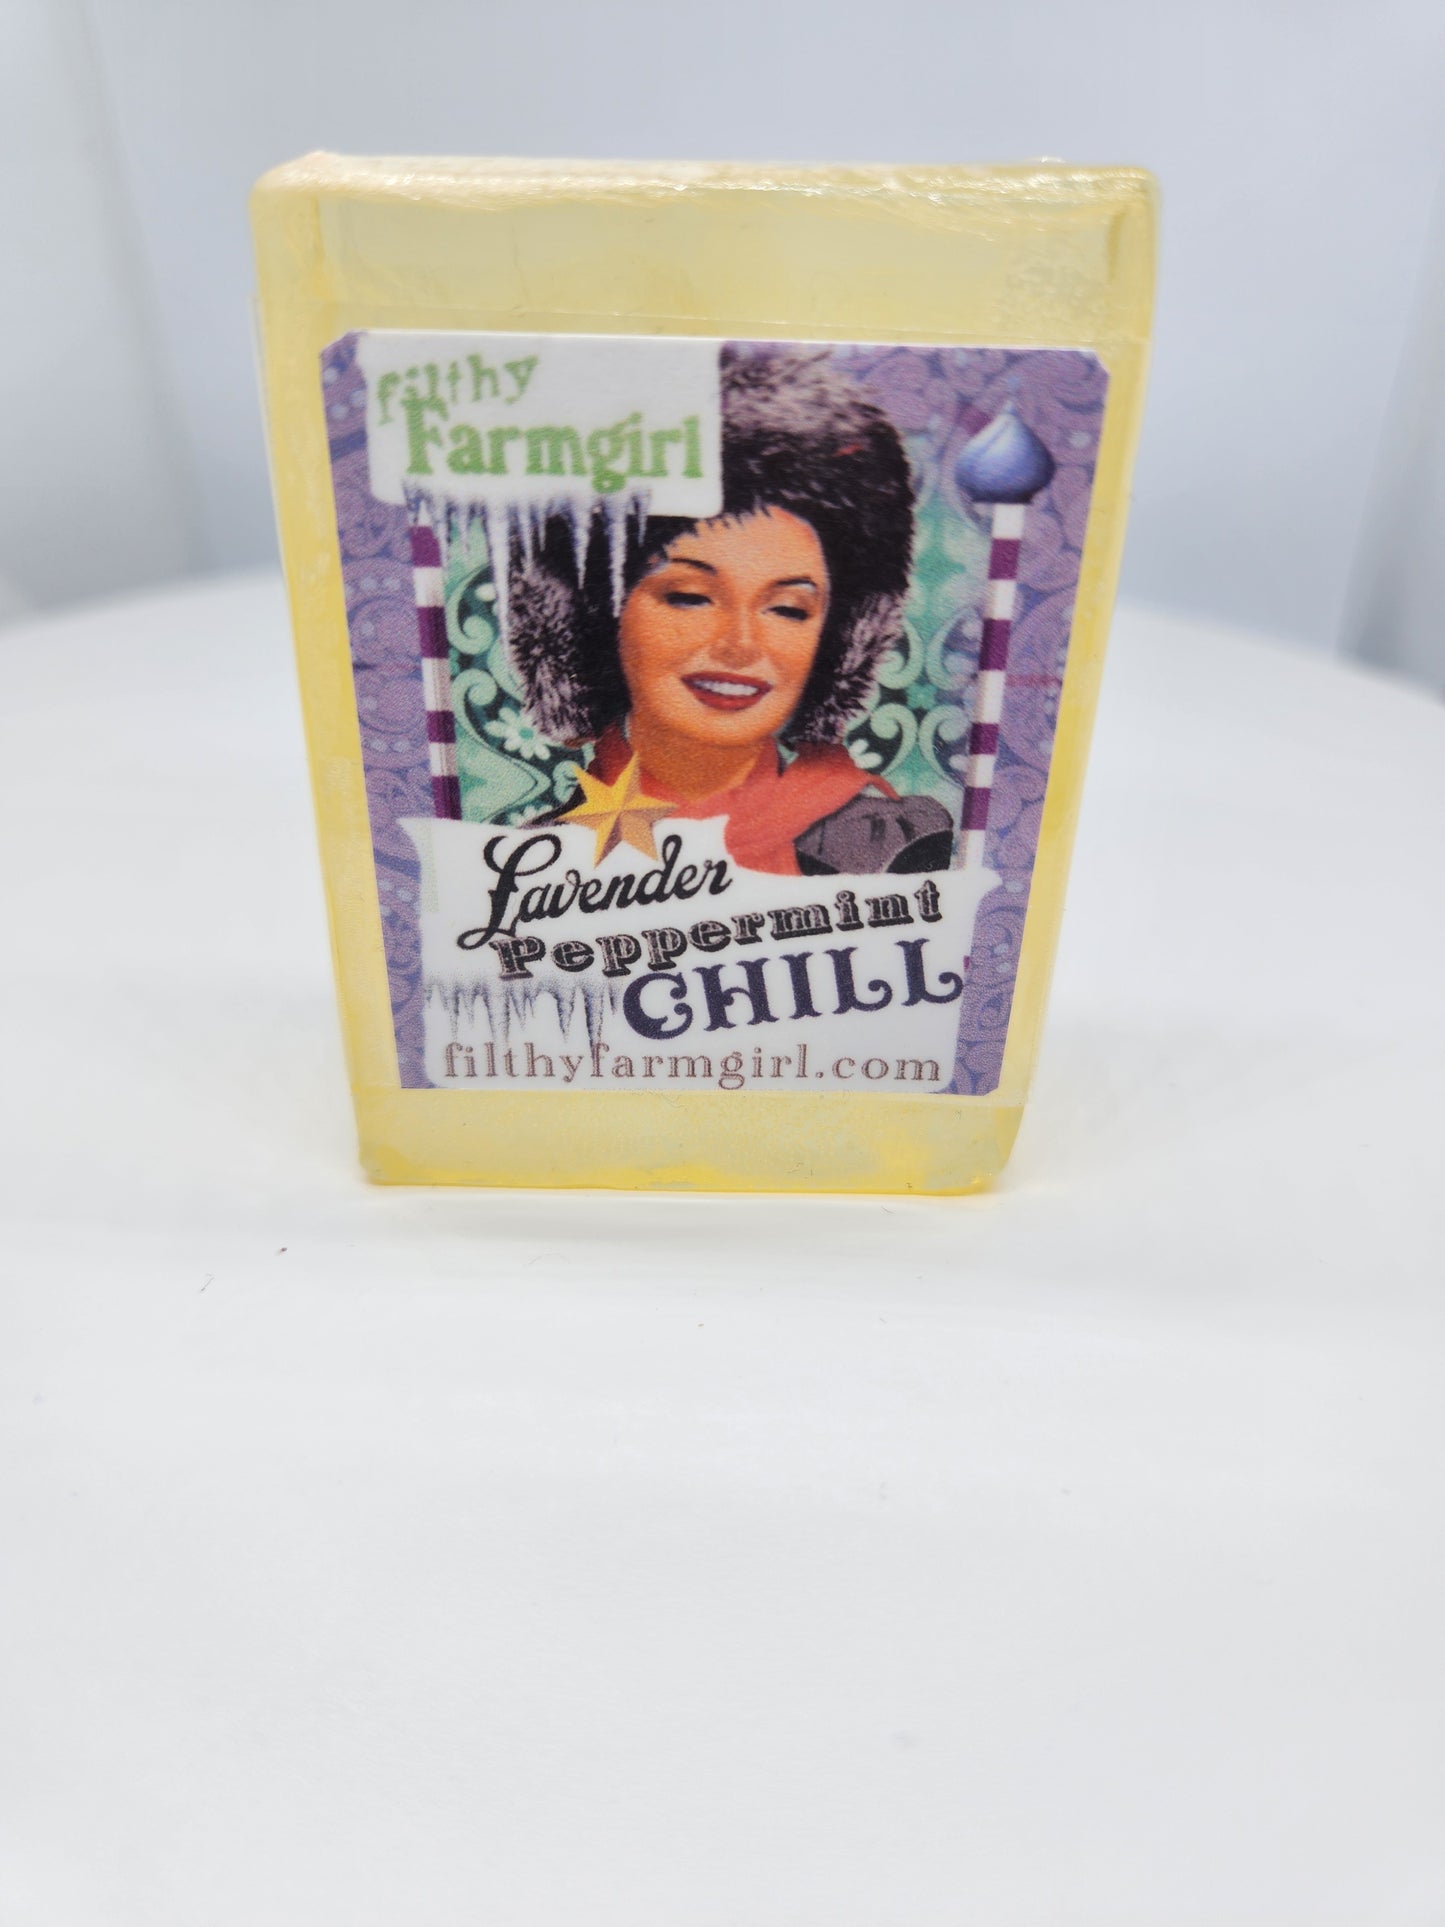 filthy
Farmgirl
Lavender
Peppermint
CHILL
filthyfarmgirl.com